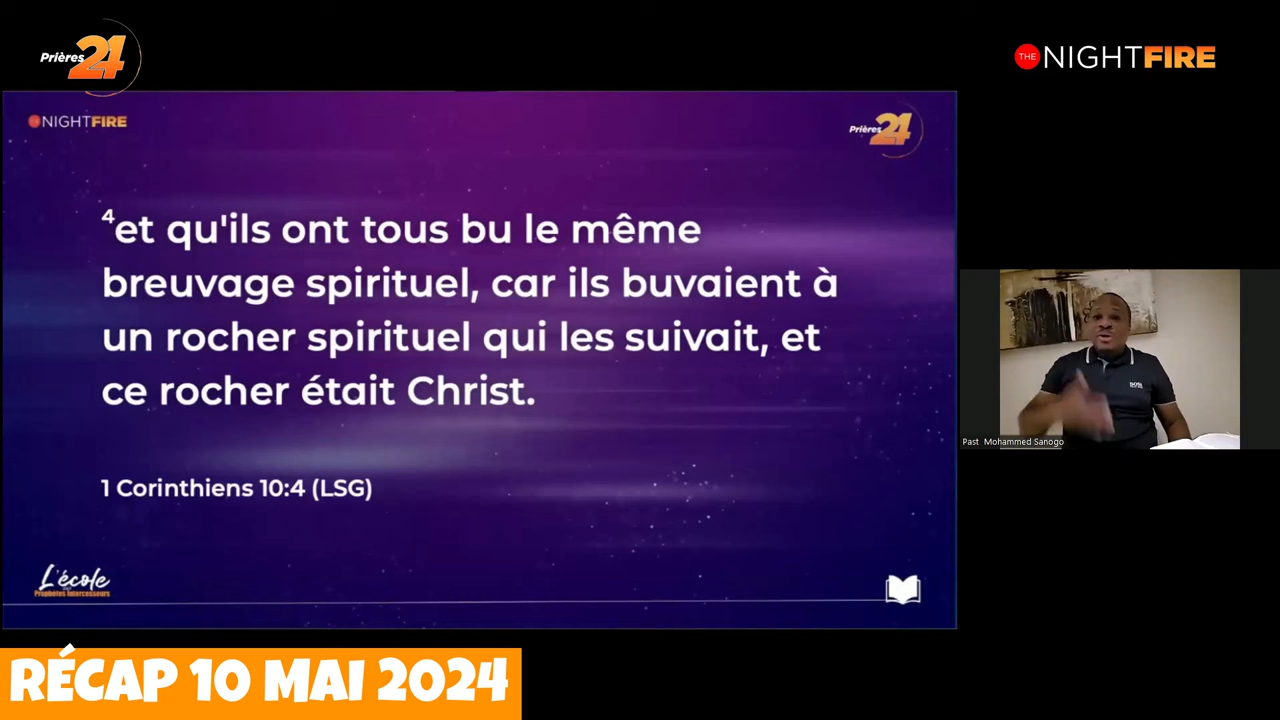 Prières 24
THE NIGHTFIRE
NIGHTFIRE
Prières 24
4et qu'ils ont tous bu le même
breuvage spirituel, car ils buvaient à
un rocher spirituel qui les suivait, et
ce rocher était Christ.
1 Corinthiens 10:4 (LSG)
BOSS
Past Mohammed Sanogo
L'école
Prophètes Intercesseurs
RÉCAP 10 MAI 2024